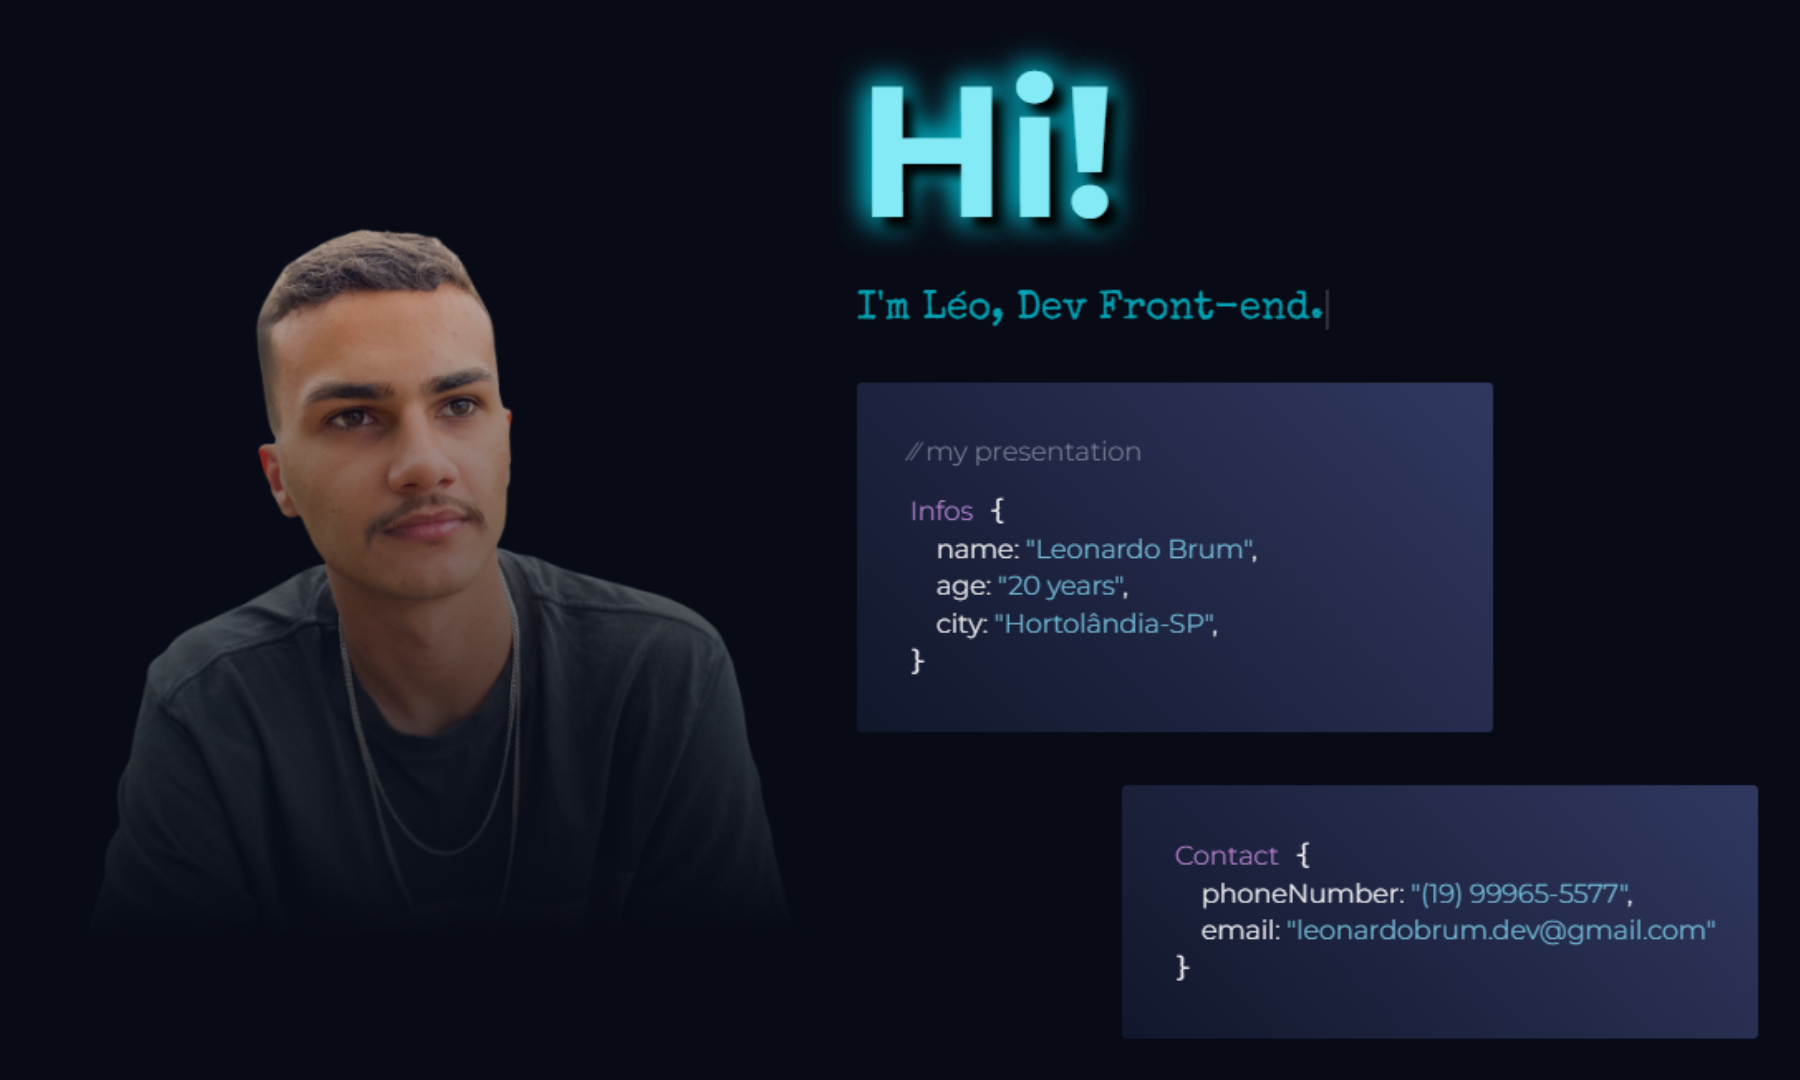 Hi!
I'm Léo, Dev Front-end.
//my presentation
Infos {
name: "Leonardo Brum",
age: "20 years",
city: "Hortolândia-SP",
}
Contact {
phoneNumber: "(19) 99965-5577",
email: "leonardobrum.dev@gmail.com"
}